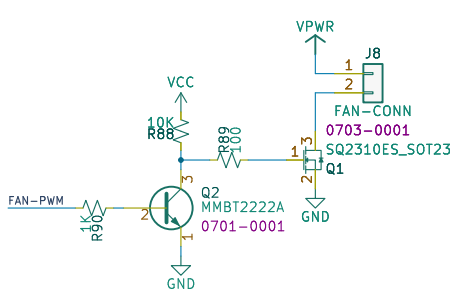 VPWR
J8
1
2
VCC
FAN-CONN
10K
R88
R89
100
0703-0001
3
SQ2310ES_SOT23
1
Q1
2
3
Q2
FAN-PWM
MMBT2222A
2
0701-0001
GND
1K
R90
1
GND